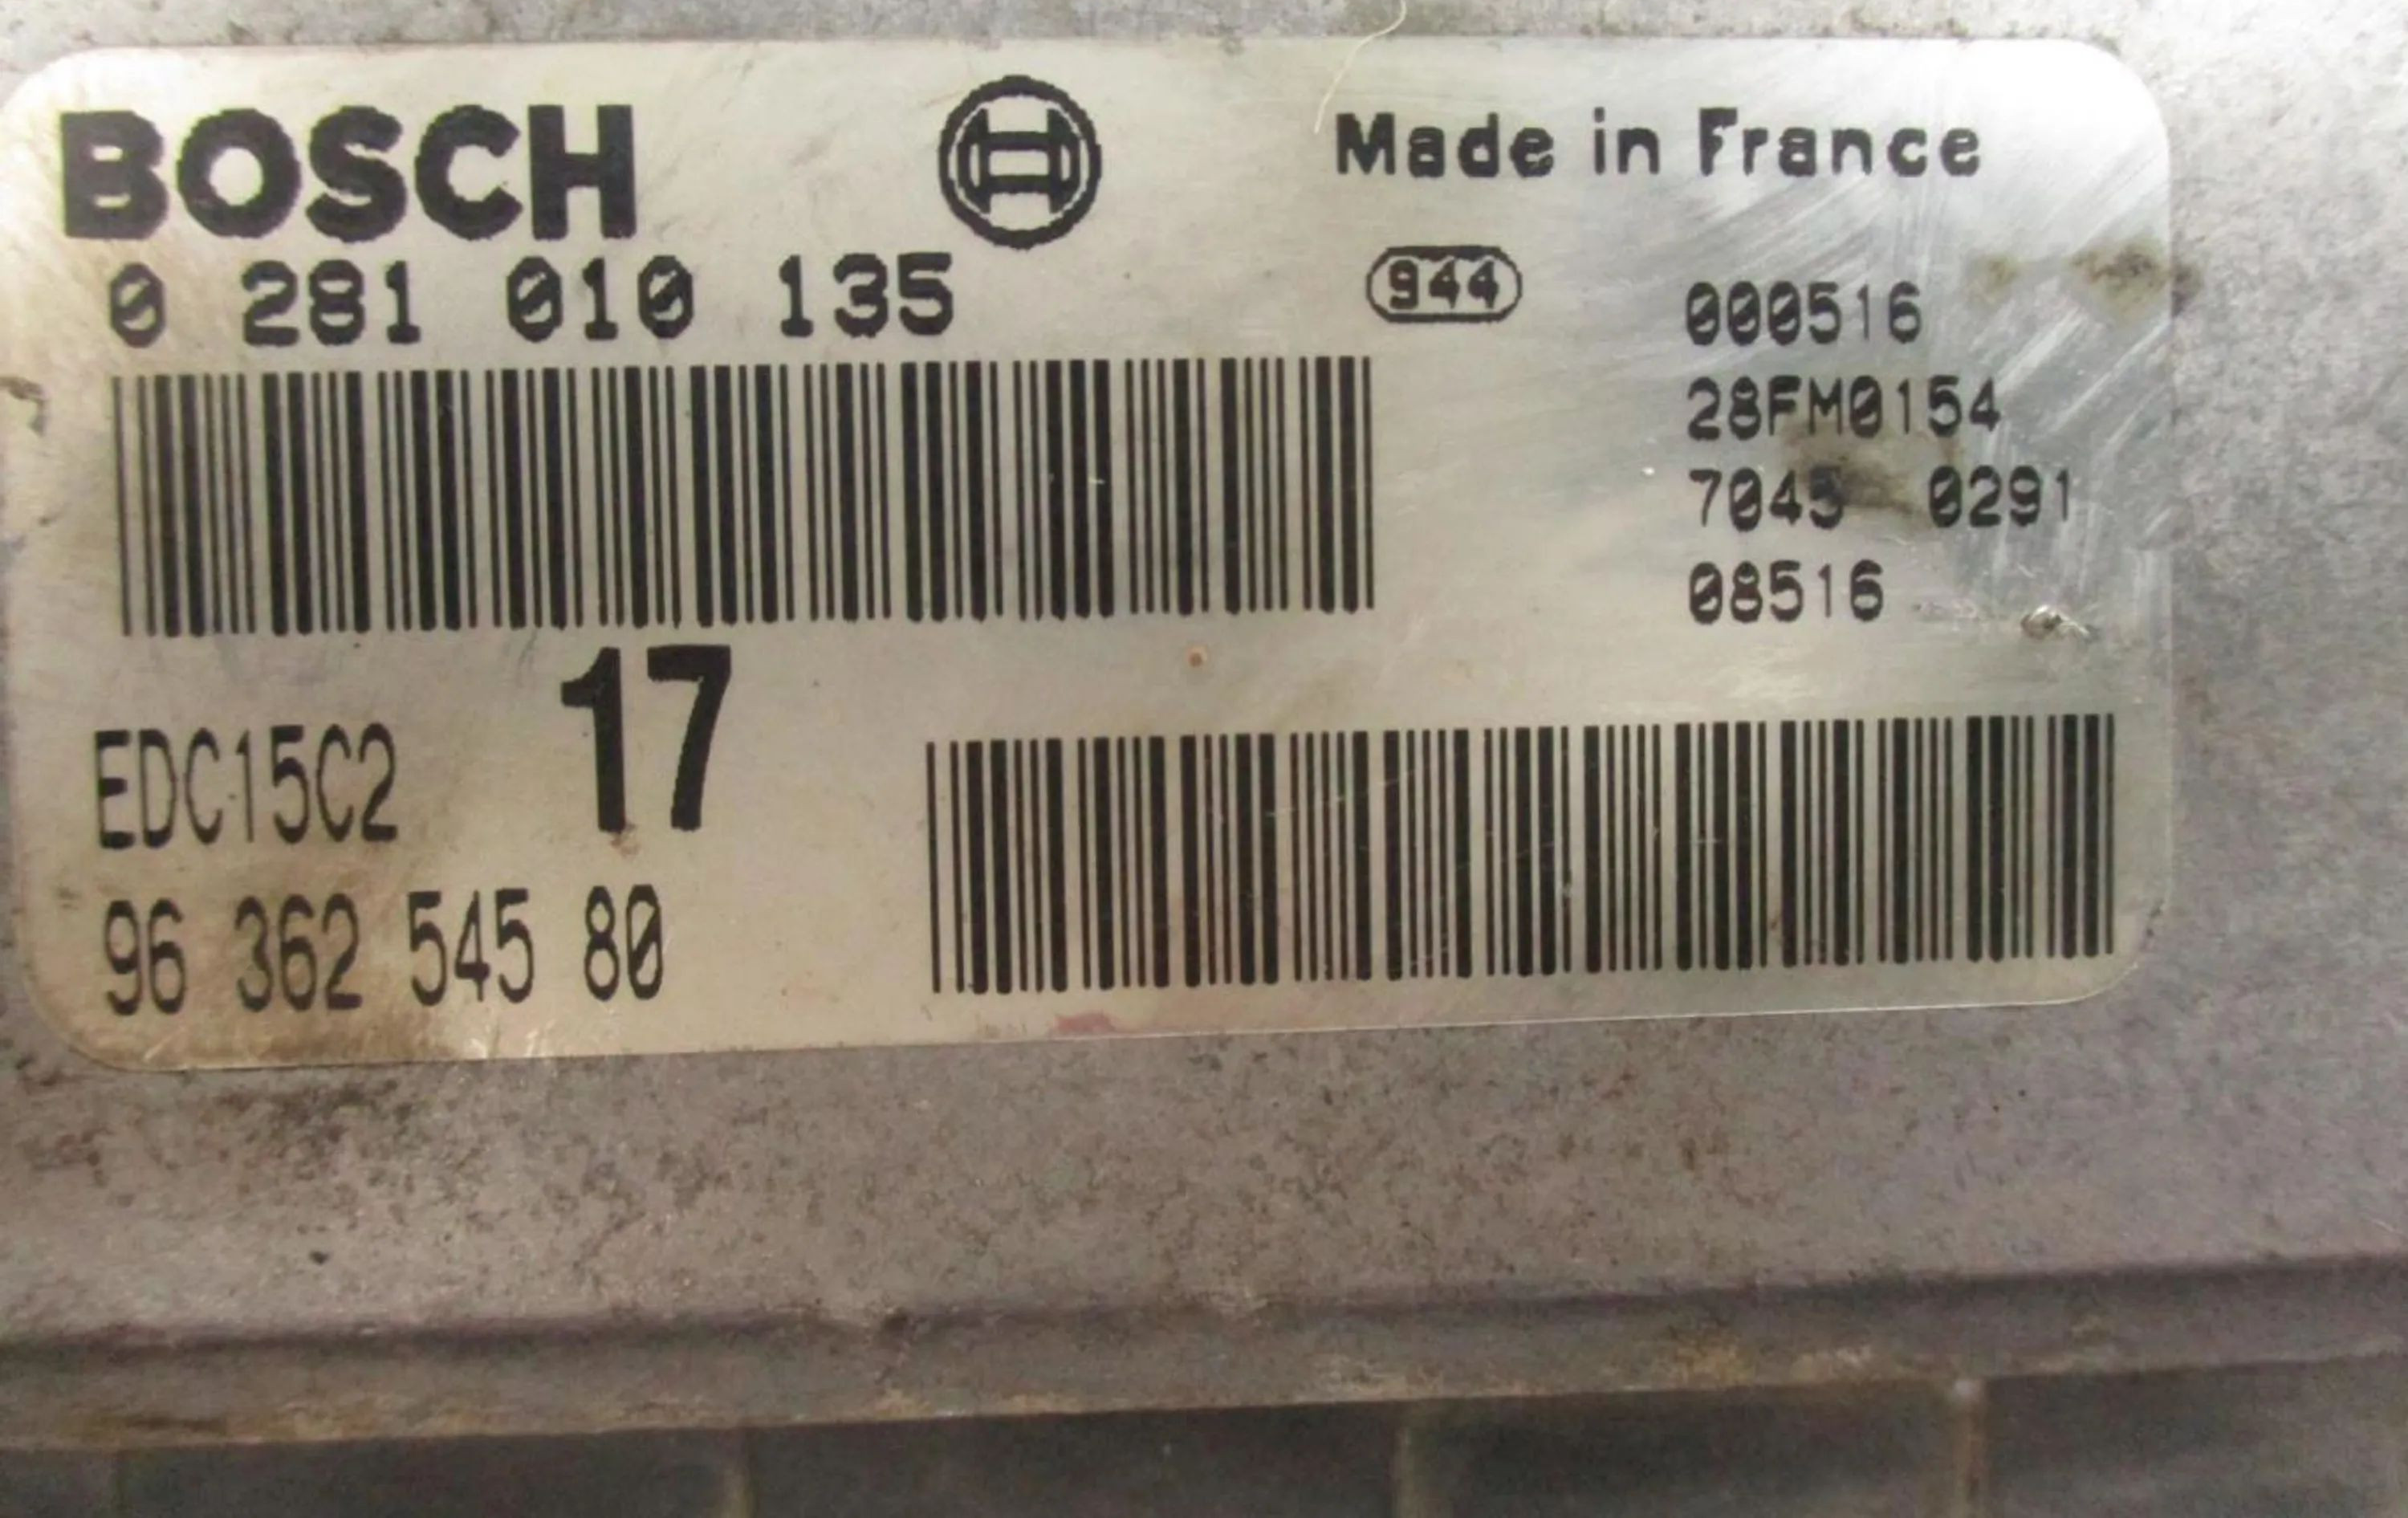 BOSCH
Made in France
0 281 010 135
944
000516
28FM0154
7045 0291
08516
17
EDC15C2
96 362 545 80